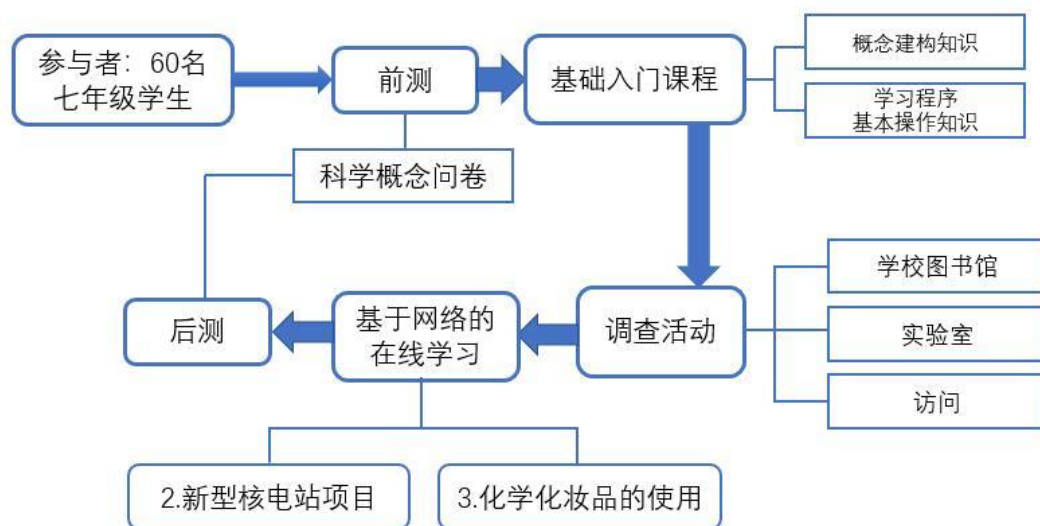 参与者：60名
七年级学生
前测
基础入门课程
概念建构知识
学习程序
基本操作知识
科学概念问卷
学校图书馆
后测
基于网络的
在线学习
调查活动
实验室
访问
2.新型核电站项目
3.化学化妆品的使用